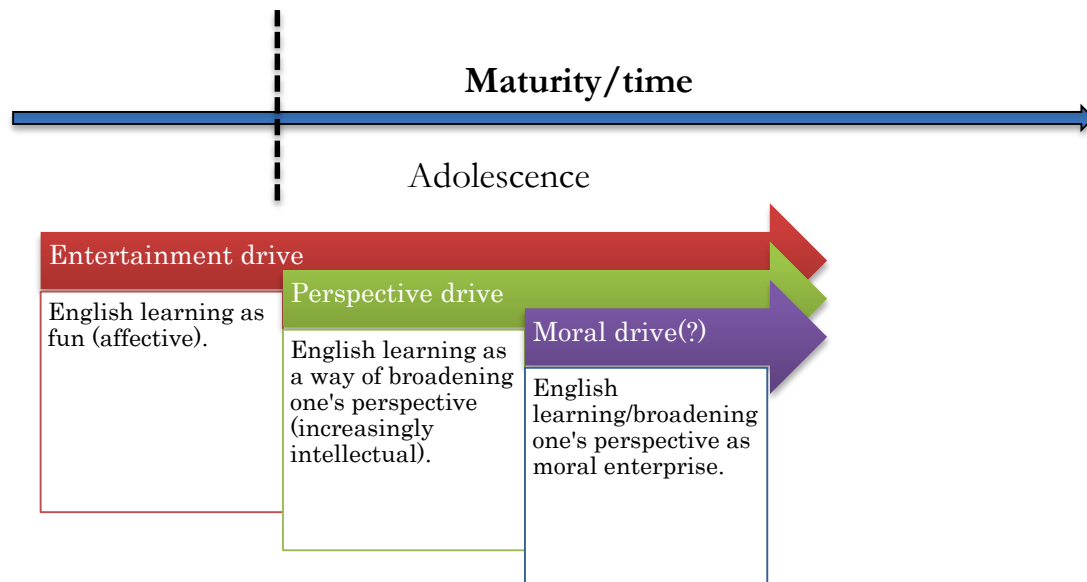 Maturity/time
Adolescence
Entertainment drive
English learning as
fun (affective).
Perspective drive
English learning as
a way of broadening
one's perspective
(increasingly
intellectual).
Moral drive(?)
English
learning/broadening
one's perspective as
moral enterprise.